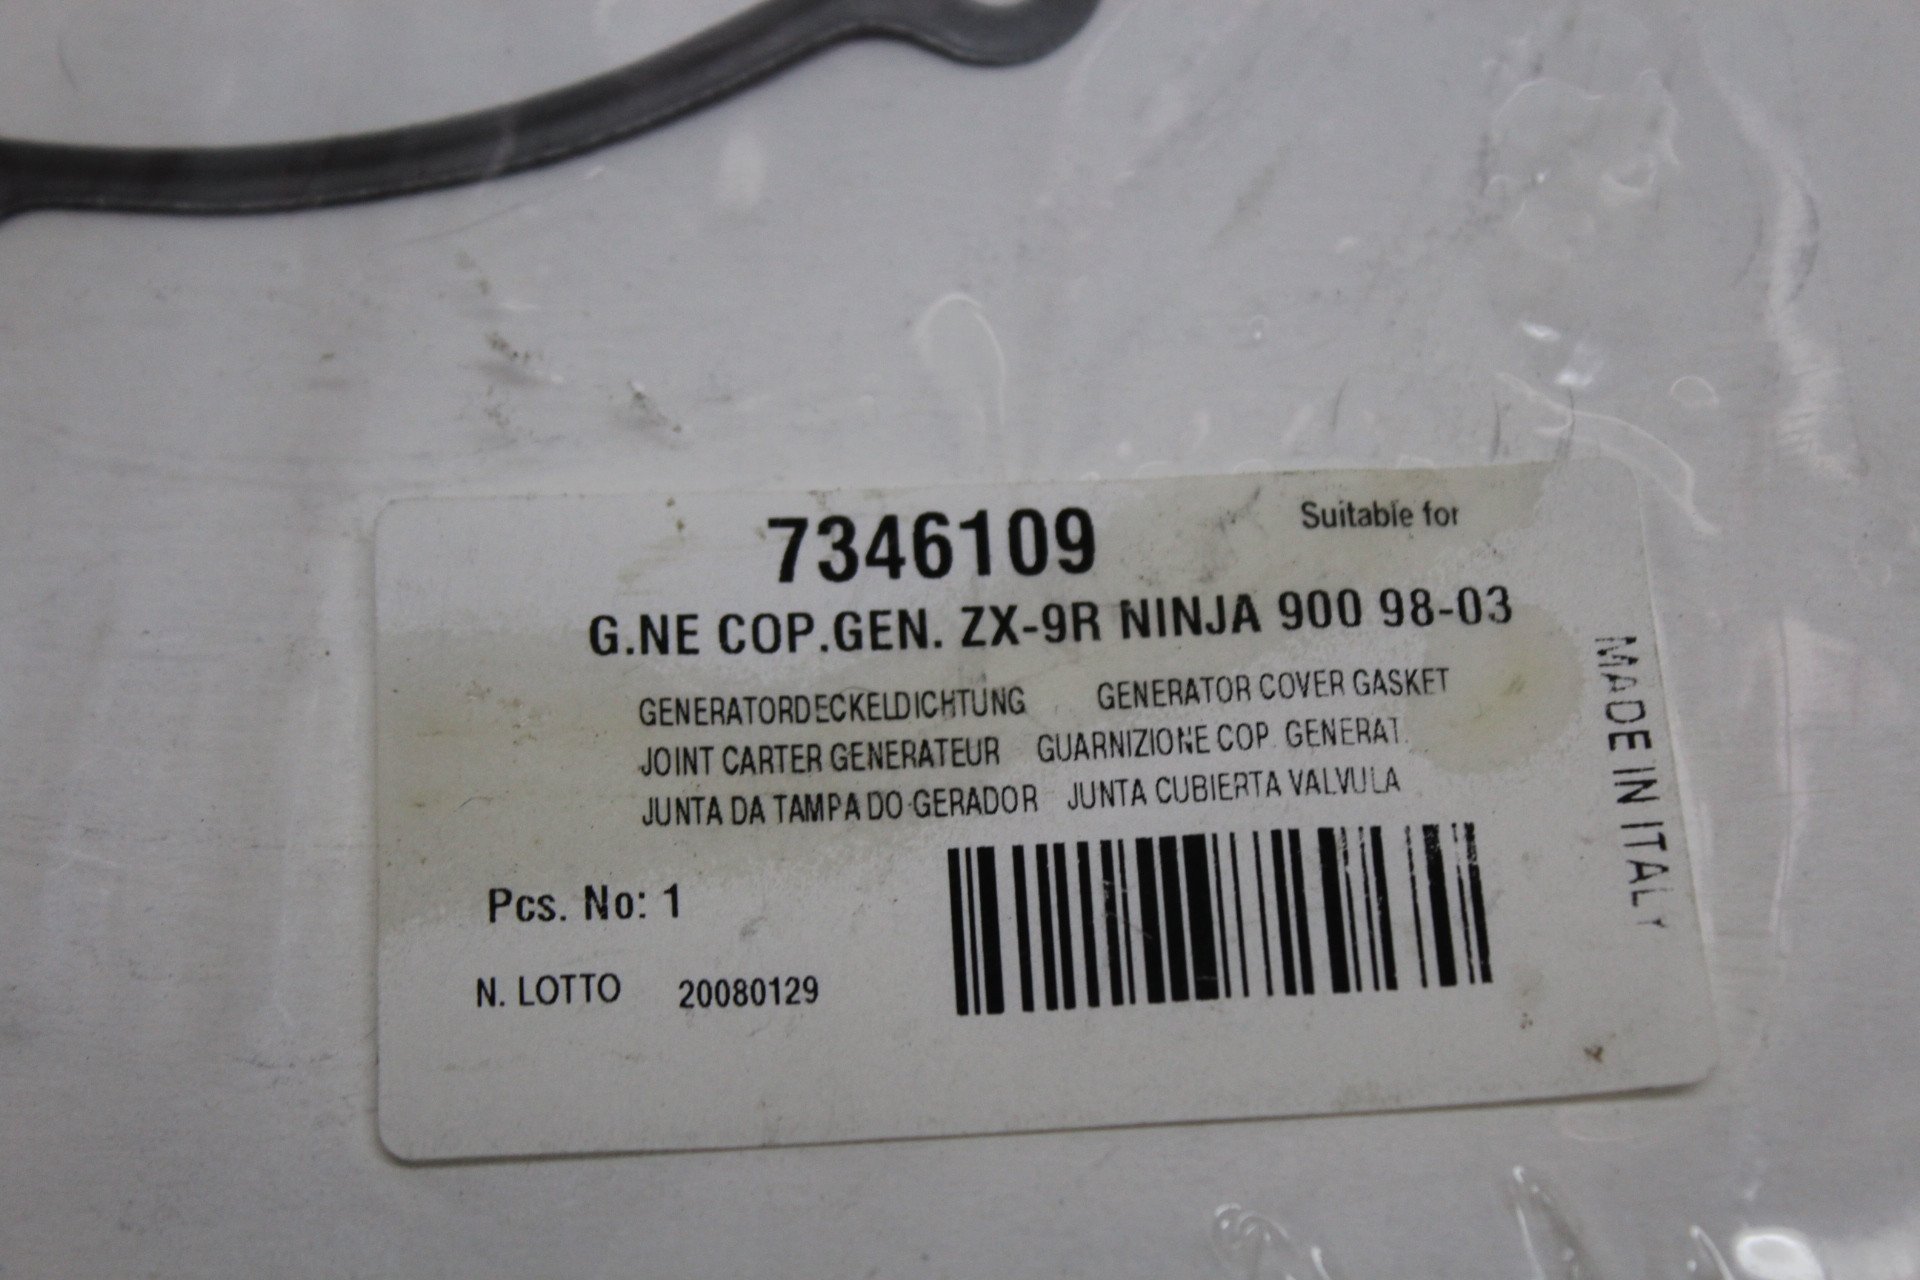 7346109
Suitable for
G.NE COP.GEN. ZX-9R NINJA 900 98-03
GENERATORDECKELDICHTUNG GENERATOR COVER GASKET
JOINT CARTER GENERATEUR GUARNIZIONE COP. GENERAT.
JUNTA DA TAMPA DO GERADOR JUNTA CUBIERTA VALVULA
Pcs. No: 1
N. LOTTO 20080129
MADE IN ITALY